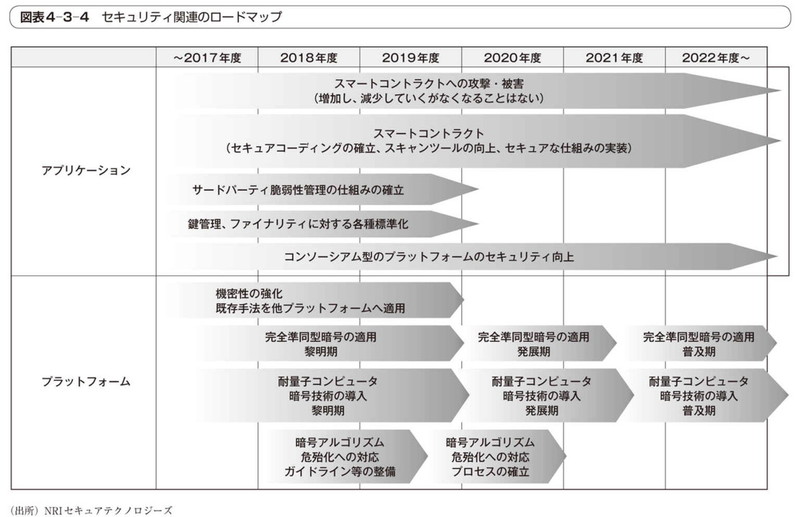 図表4-3-4 セキュリティ関連のロードマップ
～2017年度 2018年度 2019年度 2020年度 2021年度 2022年度～
アプリケーション
スマートコントラクトへの攻撃・被害
（増加し、減少していくがなくなることはない）
スマートコントラクト
（セキュアコーディングの確立、スキャンツールの向上、セキュアな仕組みの実装）
サードパーティ脆弱性管理の仕組みの確立
鍵管理、ファイナリティに対する各種標準化
コンソーシアム型のプラットフォームのセキュリティ向上
プラットフォーム
機密性の強化
既存手法を他プラットフォームへ適用
完全準同型暗号の適用
黎明期
完全準同型暗号の適用
発展期
完全準同型暗号の適用
普及期
耐量子コンピュータ
暗号技術の導入
黎明期
耐量子コンピュータ
暗号技術の導入
発展期
耐量子コンピュータ
暗号技術の導入
普及期
暗号アルゴリズム
危殆化への対応
ガイドライン等の整備
暗号アルゴリズム
危殆化への対応
プロセスの確立
（出所）NRIセキュアテクノロジーズ